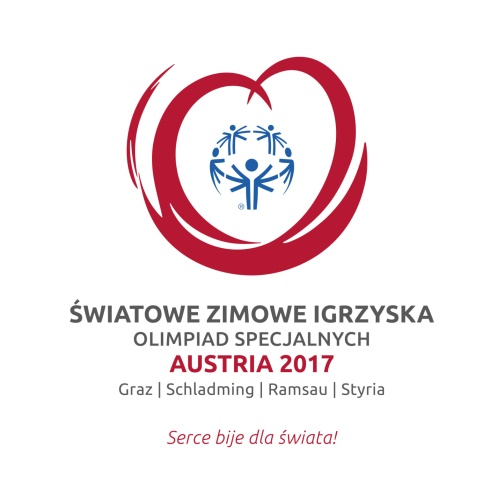 ®
ŚWIATOWE ZIMOWE IGRZYSKA
OLIMPIAD SPECJALNYCH
AUSTRIA 2017
Graz | Schladming | Ramsau | Styria
Serce bije dla świata!